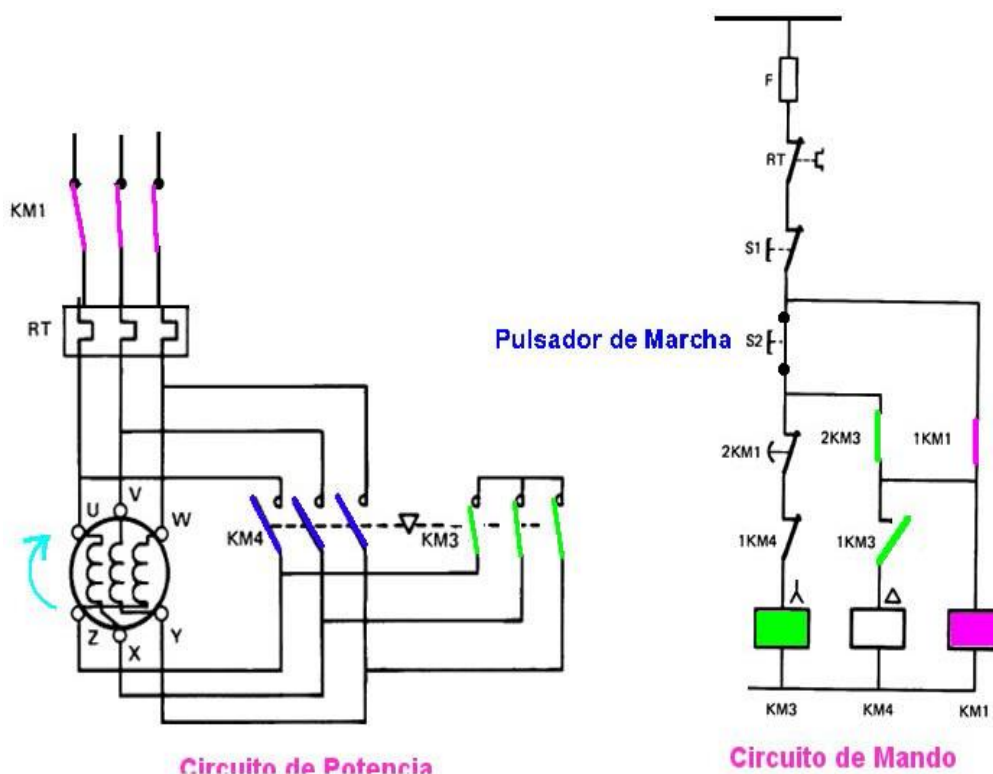 KM1
RT
U
V
W
Z
X
Y
KM4
KM3
Circuito de Potencia
F
RT
S1
Pulsador de Marcha
S2
2KM1
2KM3
1KM1
1KM4
1KM3
KM3
KM4
KM1
Circuito de Mando